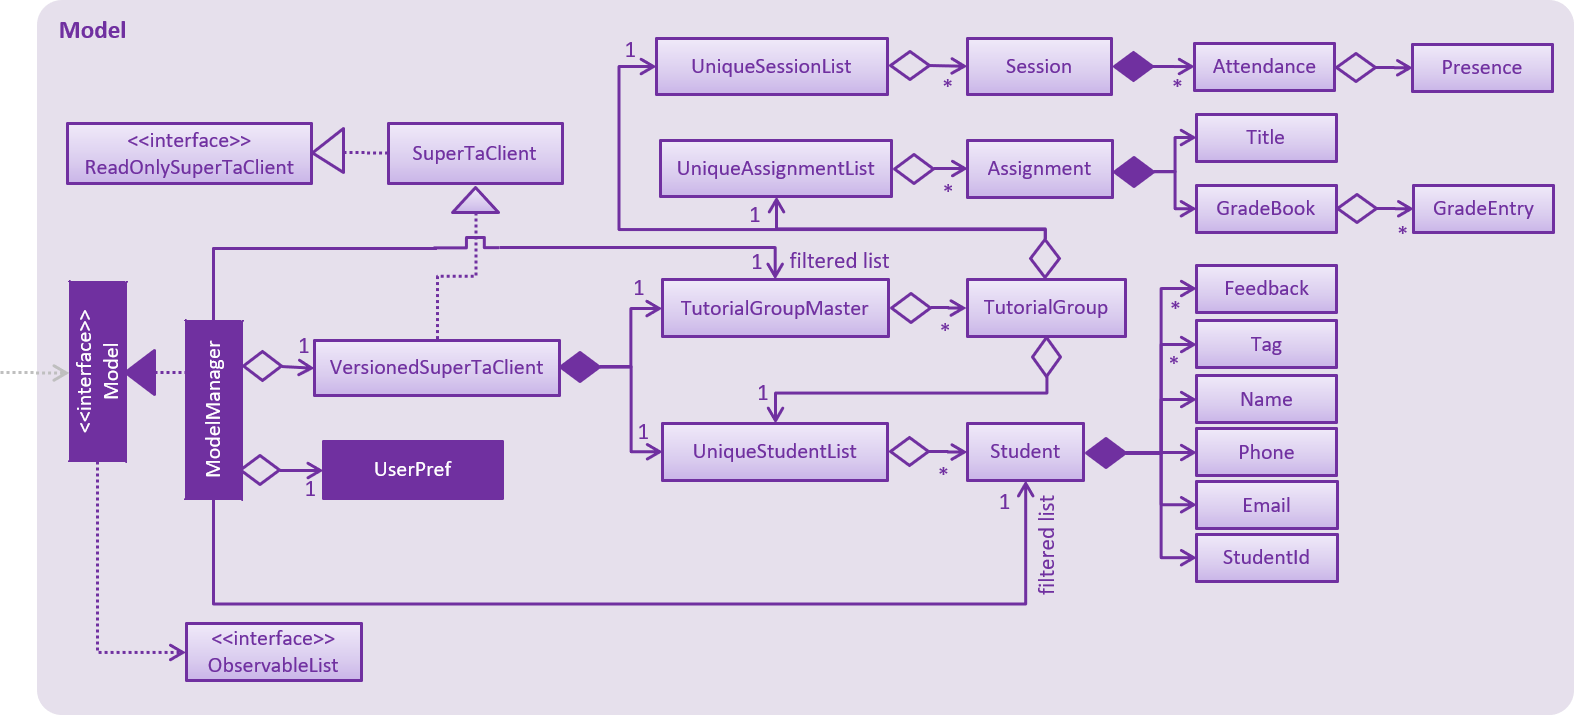 Model
1
UniqueSessionList
*
Session
*
Attendance
Presence
<<interface>>
ReadOnlySuperTaClient
SuperTaClient
UniqueAssignmentList
*
Assignment
Title
GradeBook
*
GradeEntry
1
1
filtered list
<<interface>>
Model
ModelManager
1
VersionedSuperTaClient
1
TutorialGroupMaster
*
TutorialGroup
Feedback
*
Tag
*
Name
Phone
Email
StudentId
1
1
UniqueStudentList
*
Student
1
UserPref
1
filtered list
<<interface>>
ObservableList